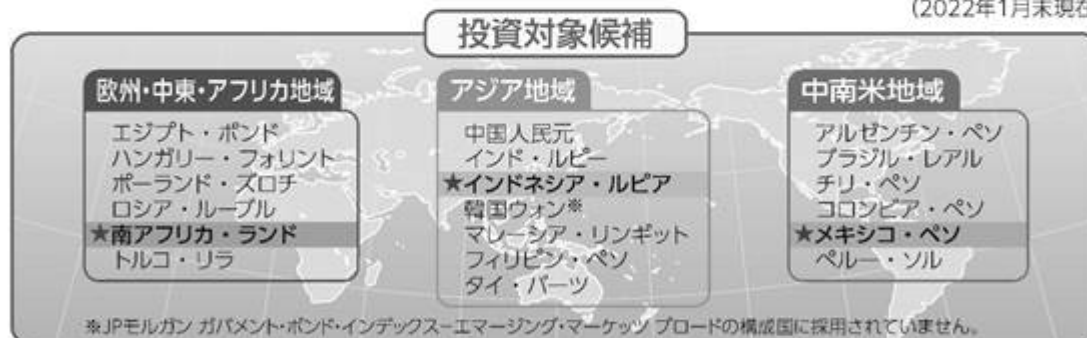 (2022年1月末現在
投資対象候補
欧州・中東・アフリカ地域
エジプト・ポンド
ハンガリー・フォリント
ポーランド・ズロチ
ロシア・ルーブル
★南アフリカ・ランド
トルコ・リラ
アジア地域
中国人民元
インド・ルピー
★インドネシア・ルピア
韓国ウォン※
マレーシア・リンギット
フィリピン・ペソ
タイ・バーツ
中南米地域
アルゼンチン・ペソ
ブラジル・レアル
チリ・ペソ
コロンビア・ペソ
★メキシコ・ペソ
ペルー・ソル
※JPモルガン ガバメント・ボンド・インデックス-エマージング・マーケッツ ブロードの構成国に採用されていません。